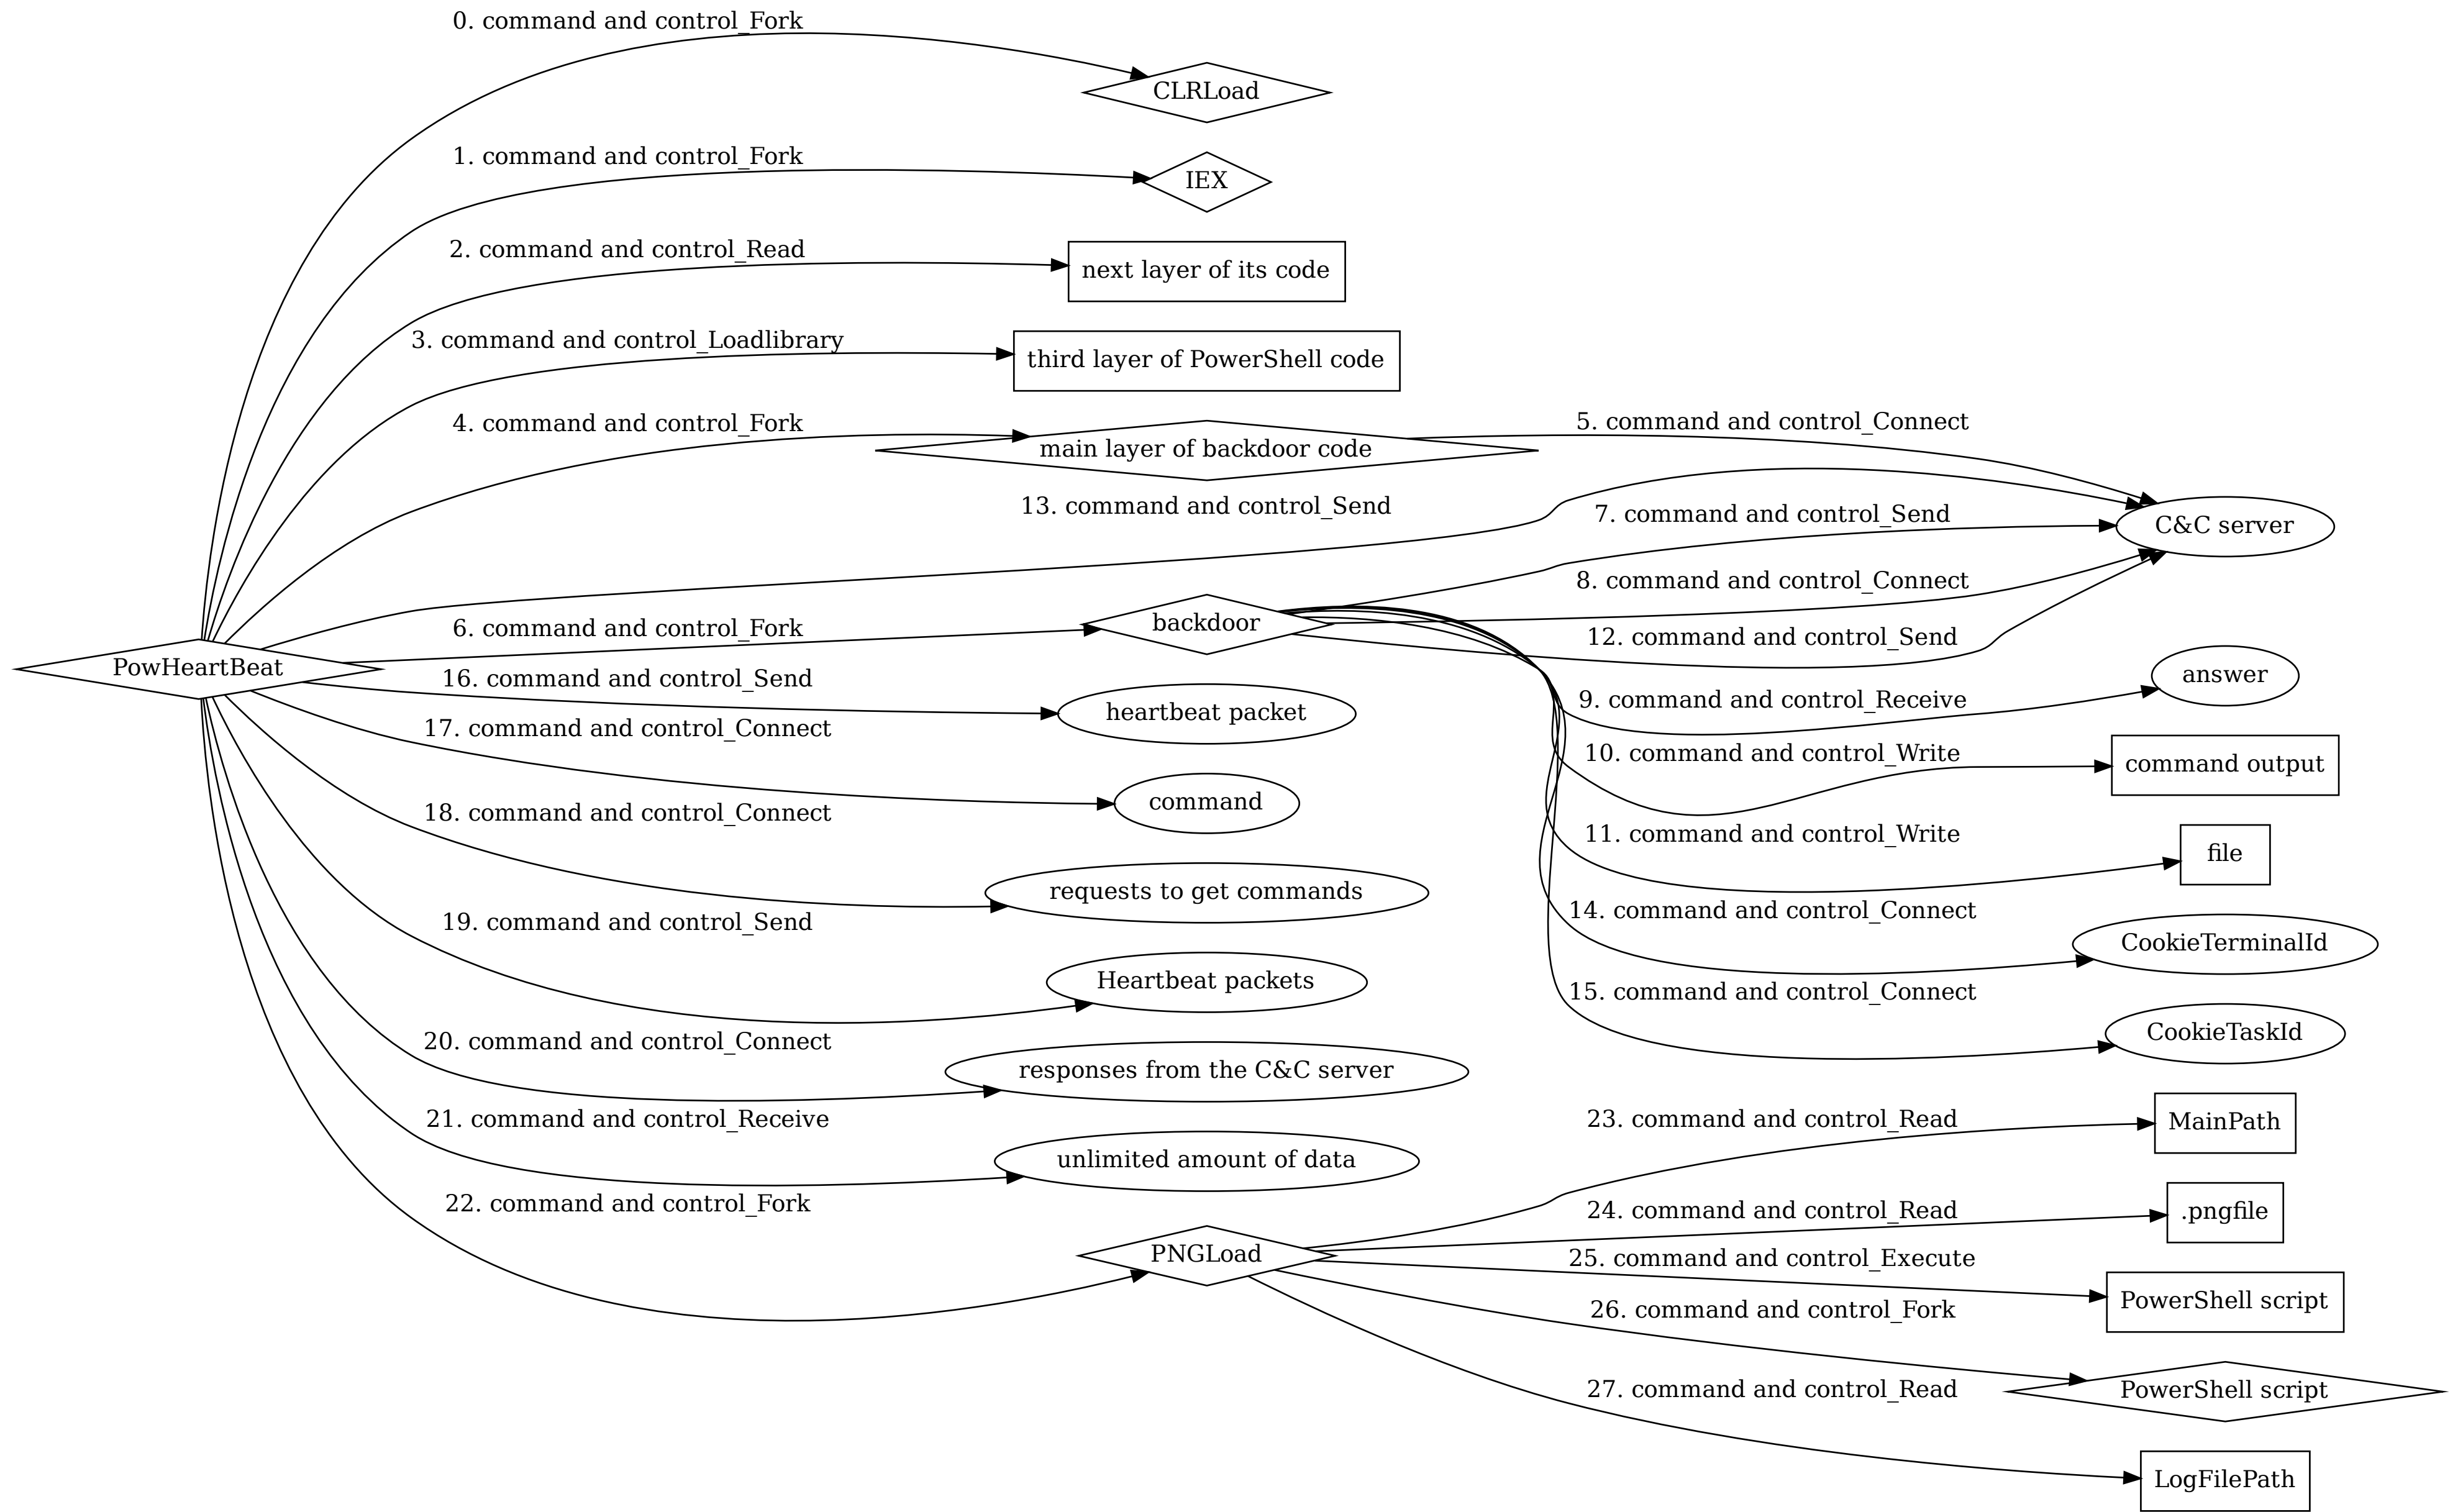 0. command and control_Fork
CLRLoad
1. command and control_Fork
IEX
2. command and control_Read
next layer of its code
3. command and control_Loadlibrary
third layer of PowerShell code
4. command and control_Fork
main layer of backdoor code
5. command and control_Connect
13. command and control_Send
7. command and control_Send
C&C server
8. command and control_Connect
6. command and control_Fork
backdoor
12. command and control_Send
PowHeartBeat
16. command and control_Send
heartbeat packet
9. command and control_Receive
answer
17. command and control_Connect
command
10. command and control_Write
command output
18. command and control_Connect
requests to get commands
11. command and control_Write
file
19. command and control_Send
Heartbeat packets
14. command and control_Connect
CookieTerminalId
20. command and control_Connect
responses from the C&C server
15. command and control_Connect
CookieTaskId
21. command and control_Receive
unlimited amount of data
23. command and control_Read
MainPath
22. command and control_Fork
PNGLoad
24. command and control_Read
.pngfile
25. command and control_Execute
PowerShell script
26. command and control_Fork
PowerShell script
27. command and control_Read
LogFilePath